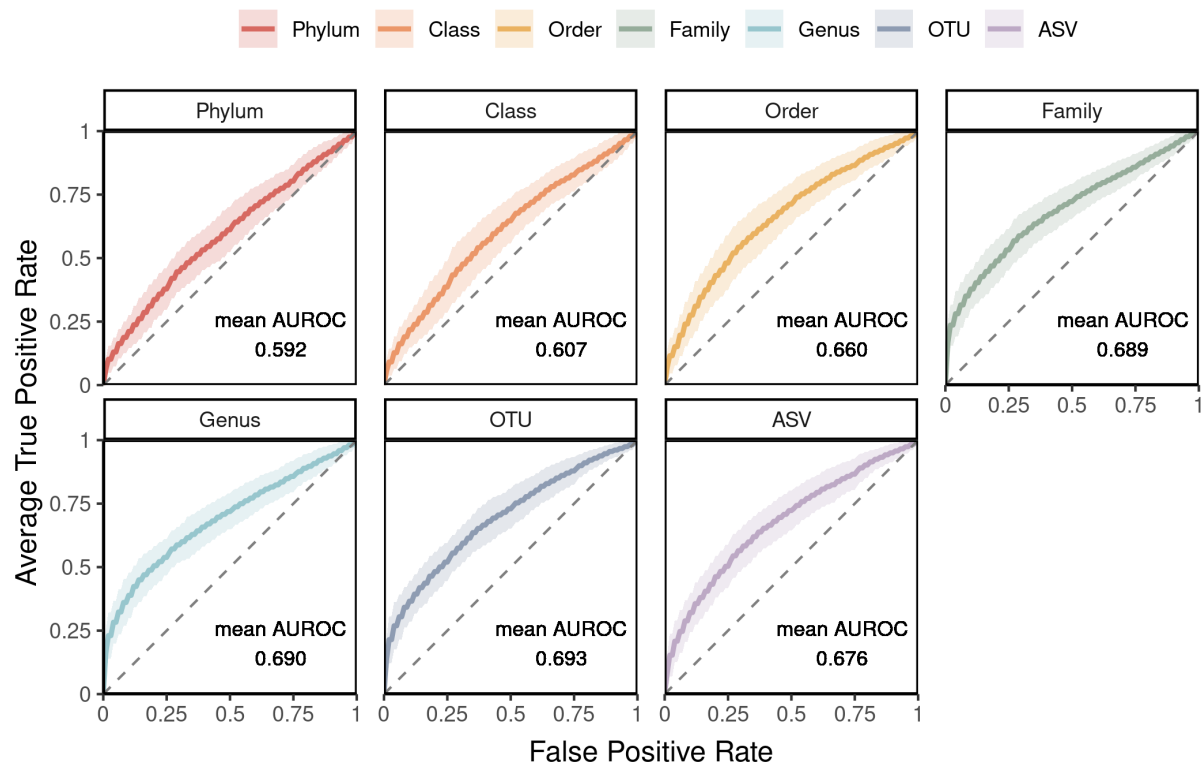 Phylum Class Order Family Genus OTU ASV
Phylum Class Order Family
1
0.75
0.5
0.25
0
mean AUROC
0.592
mean AUROC
0.607
mean AUROC
0.660
mean AUROC
0.689
0 0.25 0.5 0.75 1
Genus OTU ASV
1
0.75
0.5
0.25
0
mean AUROC
0.690
mean AUROC
0.693
mean AUROC
0.676
0 0.25 0.5 0.75 1
0 0.25 0.5 0.75 1
0 0.25 0.5 0.75 1
Average True Positive Rate
False Positive Rate